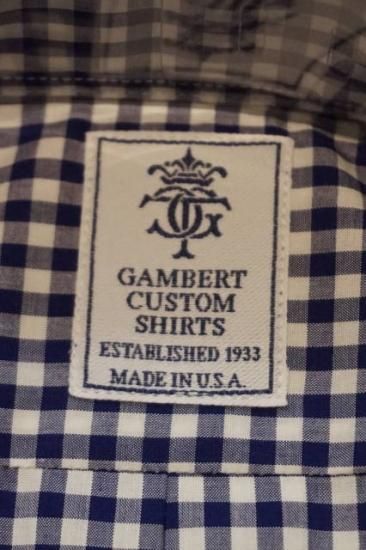 GAMBERT
CUSTOM
SHIRTS
ESTABLISHED 1933
MADE IN U.S.A.